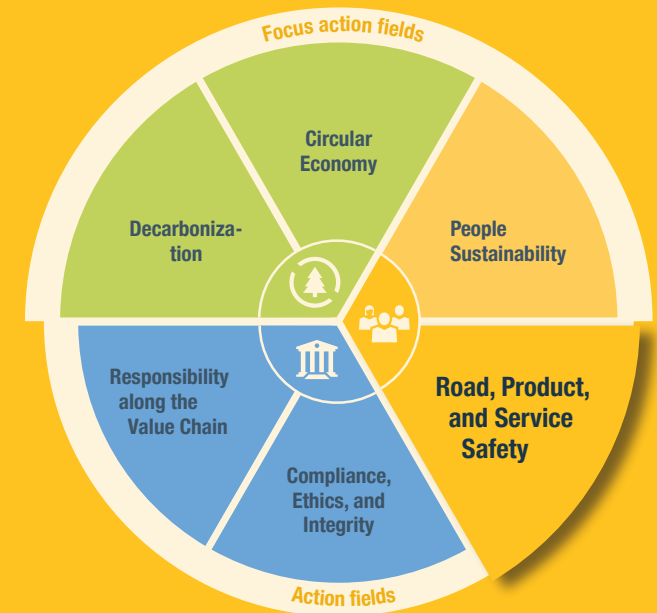 Focus action fields
Circular
Economy
Decarboniza-
tion
People
Sustainability
Responsibility
along the
Value Chain
Road, Product,
and Service
Safety
Compliance,
Ethics, and
Integrity
Action fields